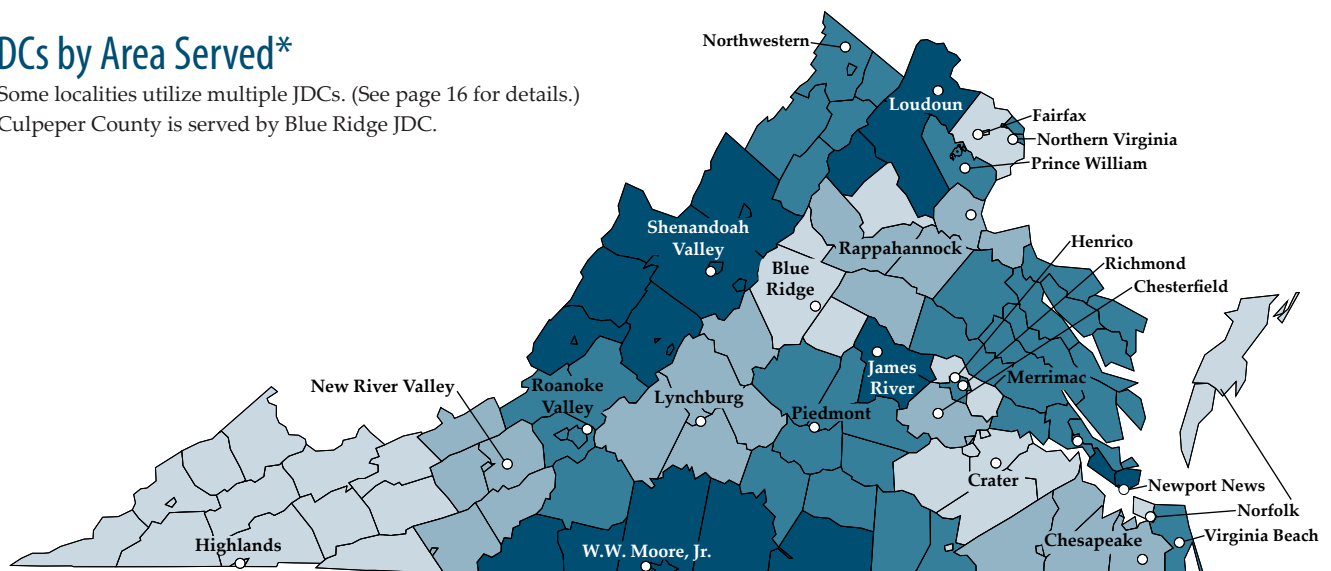 DCs by Area Served*
Some localities utilize multiple JDCs. (See page 16 for details.)
Culpeper County is served by Blue Ridge JDC.
Northwestern
Loudoun
Fairfax
Northern Virginia
Prince William
Shenandoah
Valley
Rappahannock
Henrico
Richmond
Chesterfield
Blue
Ridge
James
River
Merrimac
New River Valley
Roanoke
Valley
Lynchburg
Piedmont
Crater
Newport News
Norfolk
Virginia Beach
Chesapeake
Highlands
W.W. Moore, Jr.